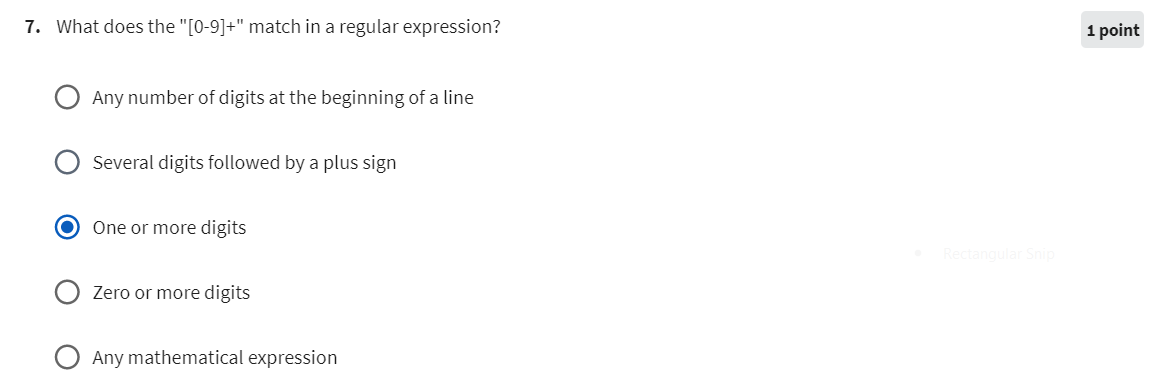 7. What does the "[0-9]+" match in a regular expression?
1 point
Any number of digits at the beginning of a line
Several digits followed by a plus sign
One or more digits
Rectangular Snip
Zero or more digits
Any mathematical expression